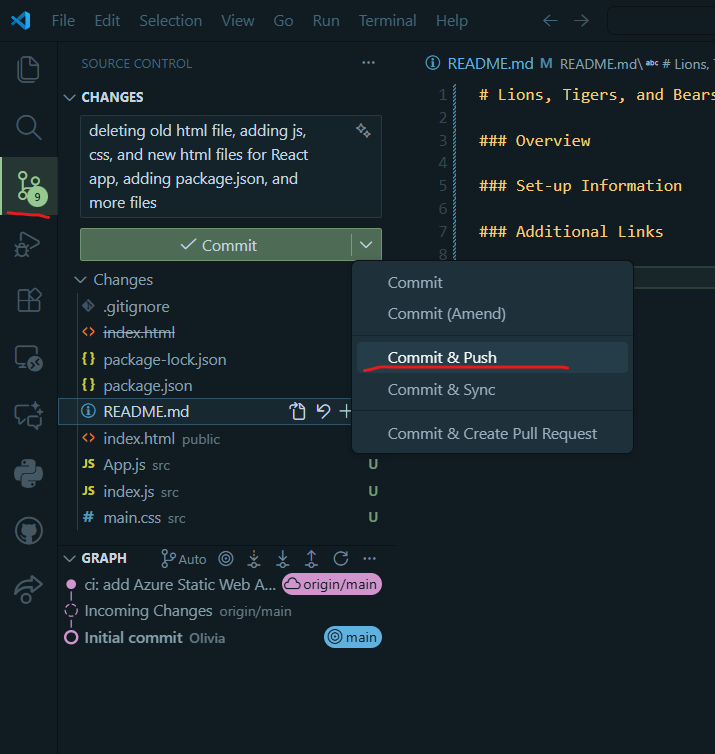 File Edit Selection View Go Run Terminal Help
SOURCE CONTROL
CHANGES
deleting old html file, adding js,
css, and new html files for React
app, adding package.json, and
more files
9
Commit
Changes
.gitignore
index.html
package-lock.json
package.json
README.md
index.html public
App.js src U
index.js src U
main.css src U
Commit
Commit (Amend)
Commit & Push
Commit & Sync
Commit & Create Pull Request
GRAPH Auto
ci: add Azure Static Web A... origin/main
Incoming Changes origin/main
Initial commit Olivia main
README.md M README.md\ abc # Lions, T
1 # Lions, Tigers, and Bears
2
3 ### Overview
4
5 ### Set-up Information
6
7 ### Additional Links
8